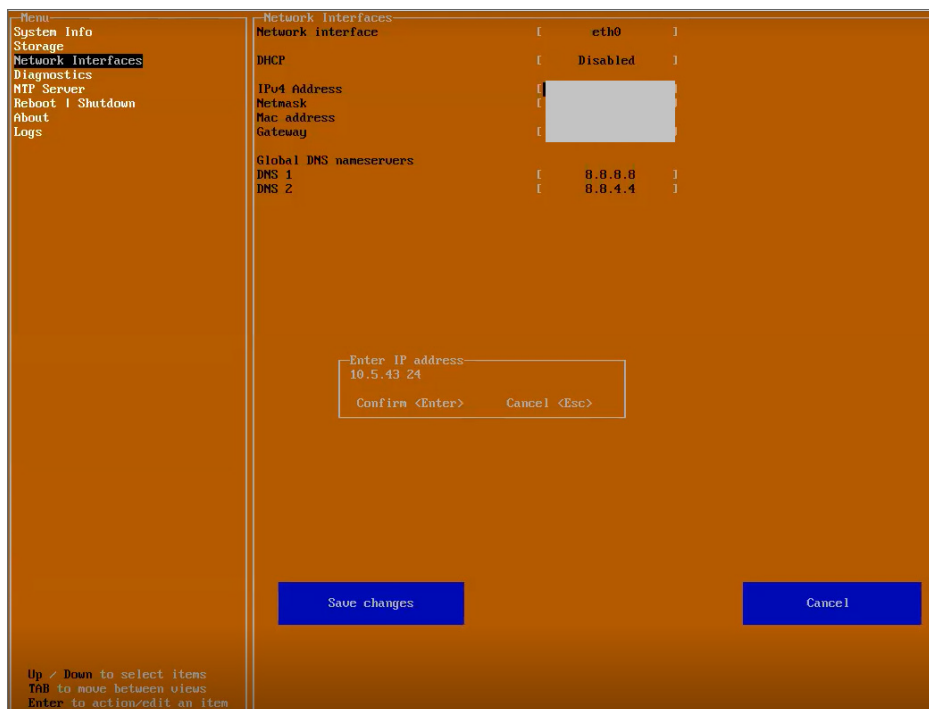 Menu
System Info
Storage
Network Interfaces
Diagnostics
NTP Server
Reboot | Shutdown
About
Logs
Network Interfaces
Network interface [ eth0 ]
DHCP [ Disabled ]
IPv4 Address [ ]
Netmask [ ]
Mac address
Gateway [ ]
Global DNS nameservers
DNS 1 [ 8.8.8.8 ]
DNS 2 [ 8.8.4.4 ]
Enter IP address
10.5.43 24
Confirm <Enter> Cancel <Esc>
Save changes Cancel
Up / Down to select items
TAB to move between views
Enter to action/edit an item